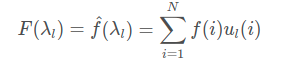 F(λ_l) = f̂(λ_l) = ∑_{i=1}^{N} f(i)u_l(i)